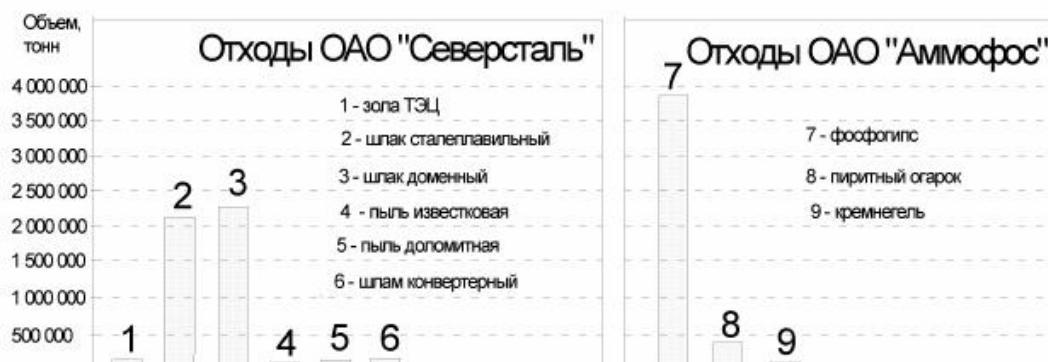 Объем,
тонн
Отходы ОАО "Северсталь"
4 000 000
3 500 000
3 000 000
2 500 000
2 000 000
1 500 000
1 000 000
500 000
1 - зола ТЭЦ
2 - шлак сталеплавильный
3 - шлак доменный
4 - пыль известковая
5 - пыль доломитная
6 - шлам конвертерный
1
2
3
4
5
6
Отходы ОАО "Аммофос"
7 - фосфогипс
8 - пиритный огарок
9 - кремнегель
7
8
9